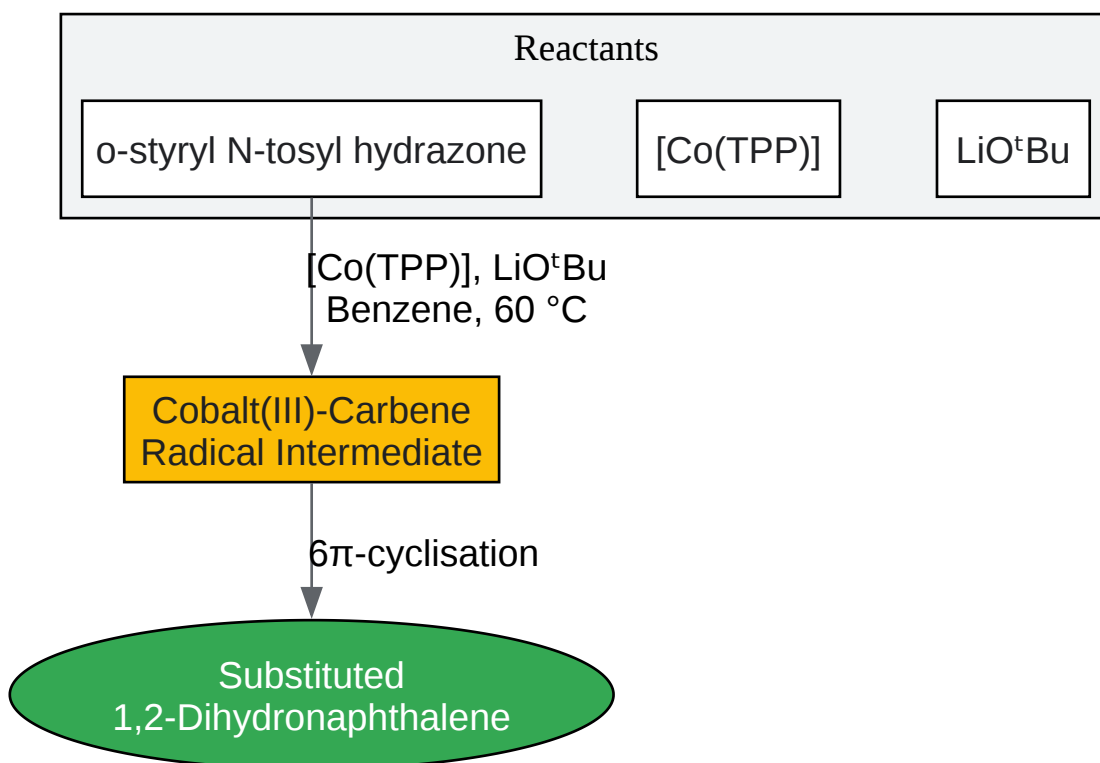 Reactants
o-styryl N-tosyl hydrazone
[Co(TPP)]
LiOᵗBu
[Co(TPP)], LiOᵗBu
Benzene, 60 °C
Cobalt(III)-Carbene
Radical Intermediate
6π-cyclisation
Substituted
1,2-Dihydronaphthalene